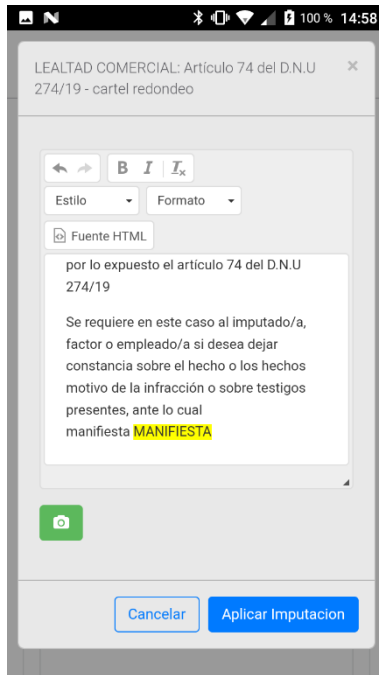 100 % 14:58
LEALTAD COMERCIAL: Artículo 74 del D.N.U
274/19 - cartel redondeo
×
B I Tx
Estilo Formato
Fuente HTML
por lo expuesto el artículo 74 del D.N.U
274/19
Se requiere en este caso al imputado/a,
factor o empleado/a si desea dejar
constancia sobre el hecho o los hechos
motivo de la infracción o sobre testigos
presentes, ante lo cual
manifiesta MANIFIESTA
Cancelar Aplicar Imputacion